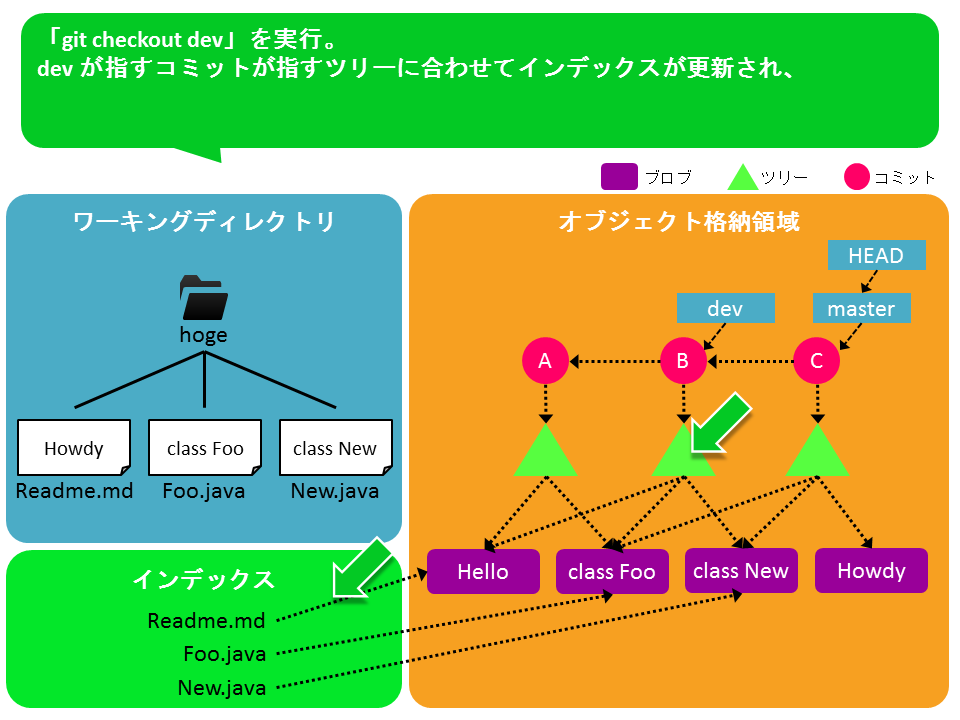 「git checkout dev」を実行。
dev が指すコミットが指すツリーに合わせてインデックスが更新され、
ブロブ
ツリー
コミット
ワーキングディレクトリ
hoge
Howdy
class Foo
class New
Readme.md
Foo.java
New.java
オブジェクト格納領域
HEAD
dev
master
A
B
C
Hello
class Foo
class New
Howdy
インデックス
Readme.md
Foo.java
New.java